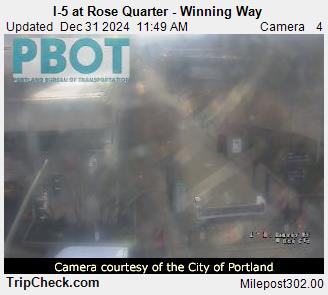 I-5 at Rose Quarter - Winning Way
Updated Dec 31 2024 11:49 AM Camera 4
PBOT
PORTLAND BUREAU OF TRANSPORTATION
Camera courtesy of the City of Portland
TripCheck.com Milepost302.00